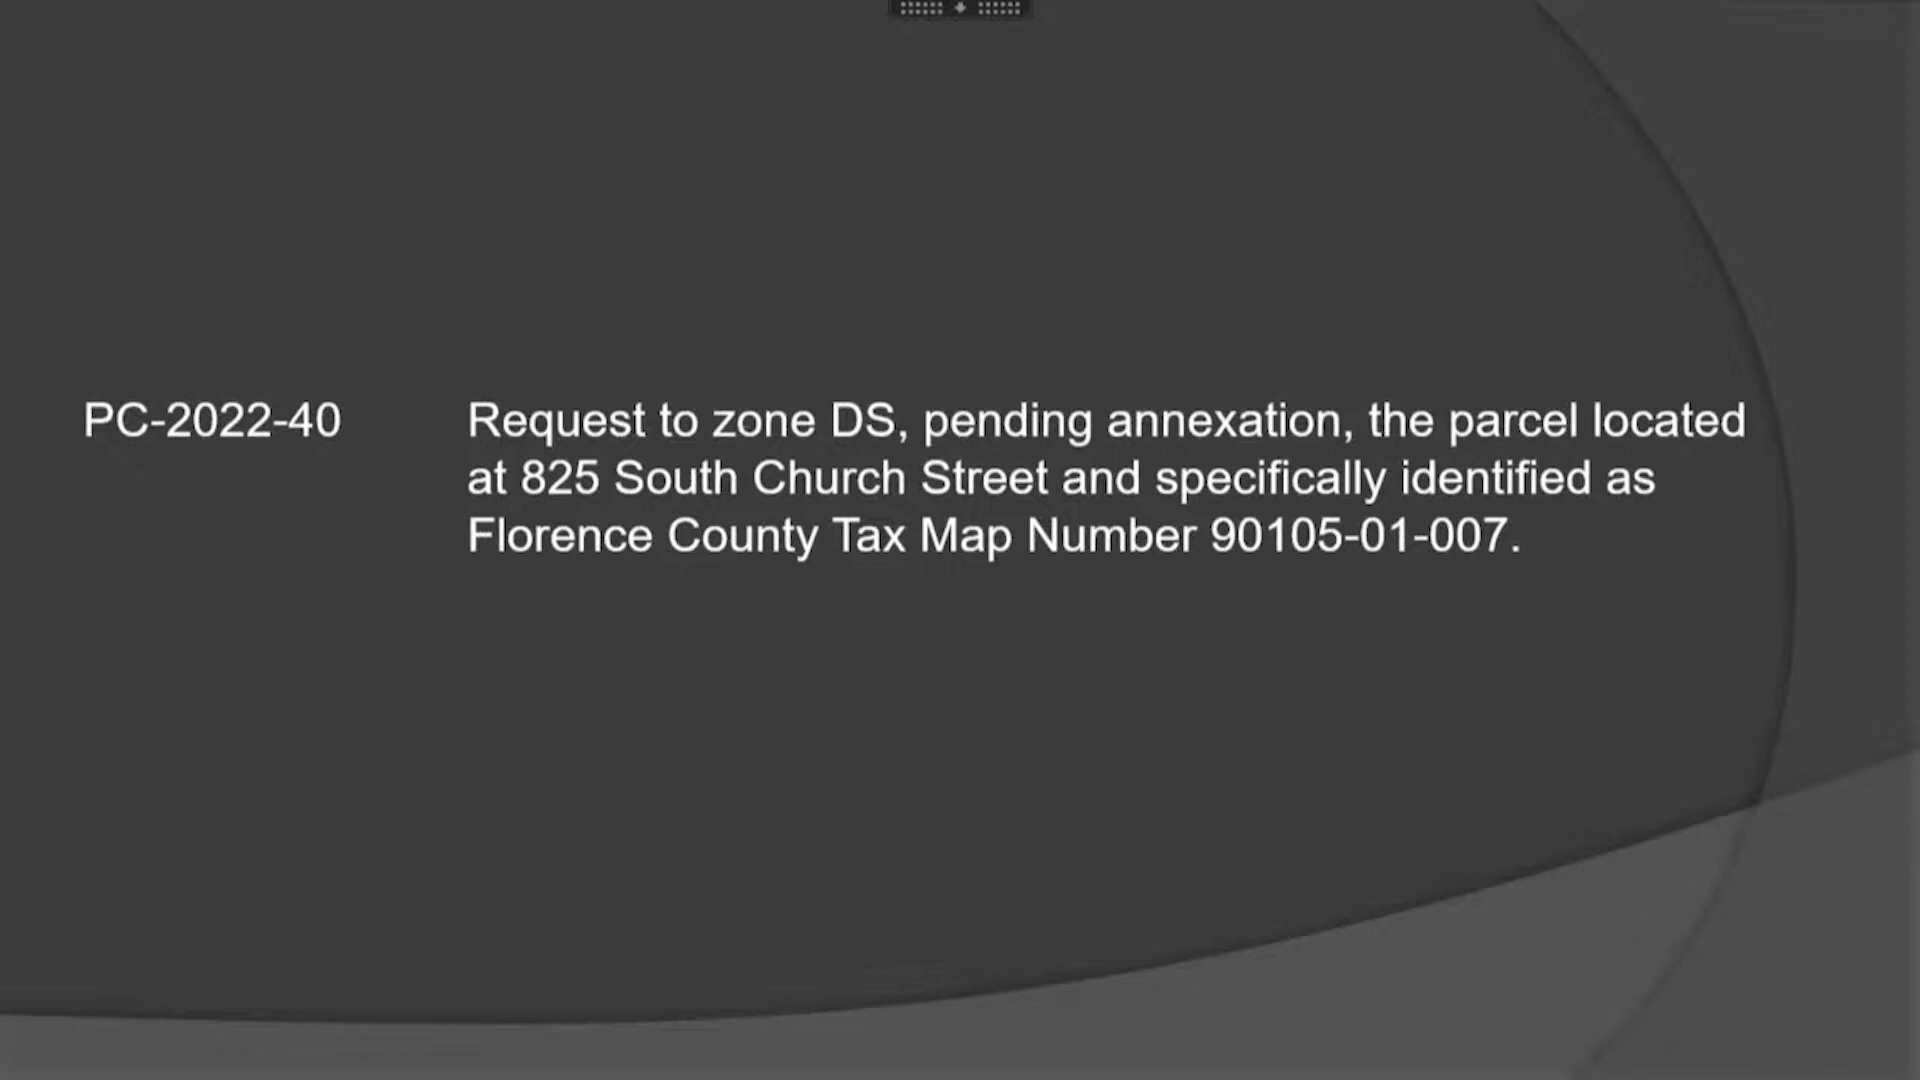 PC-2022-40 Request to zone DS, pending annexation, the parcel located
at 825 South Church Street and specifically identified as
Florence County Tax Map Number 90105-01-007.